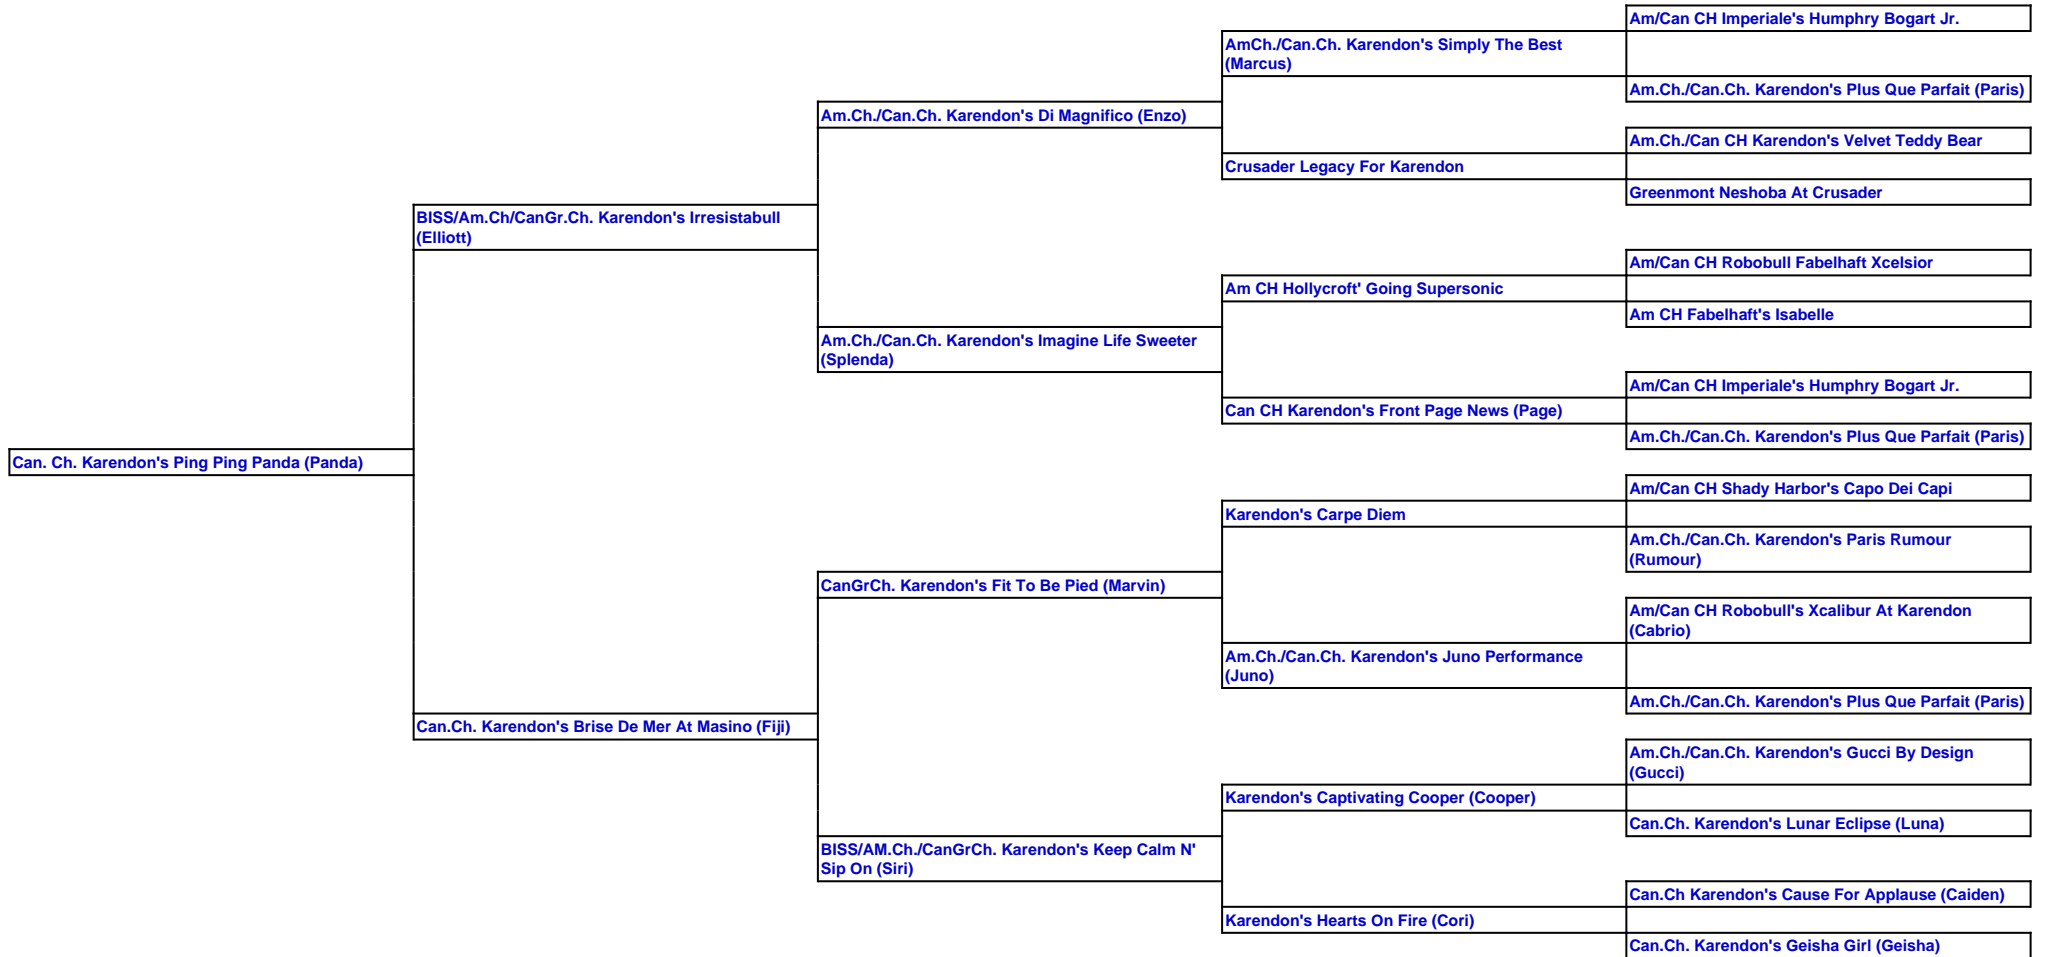 Am/Can CH Imperiale's Humphry Bogart Jr.
AmCh./Can.Ch. Karendon's Simply The Best
(Marcus)
Am.Ch./Can.Ch. Karendon's Plus Que Parfait (Paris)
Am.Ch./Can.Ch. Karendon's Di Magnifico (Enzo)
Am.Ch./Can CH Karendon's Velvet Teddy Bear
Crusader Legacy For Karendon
Greenmont Neshoba At Crusader
BISS/Am.Ch/CanGr.Ch. Karendon's Irresistabull
(Elliott)
Am/Can CH Robobull Fabelhaft Xcelsior
Am CH Hollycroft' Going Supersonic
Am CH Fabelhaft's Isabelle
Am.Ch./Can.Ch. Karendon's Imagine Life Sweeter
(Splenda)
Am/Can CH Imperiale's Humphry Bogart Jr.
Can CH Karendon's Front Page News (Page)
Am.Ch./Can.Ch. Karendon's Plus Que Parfait (Paris)
Can. Ch. Karendon's Ping Ping Panda (Panda)
Am/Can CH Shady Harbor's Capo Dei Capi
Karendon's Carpe Diem
Am.Ch./Can.Ch. Karendon's Paris Rumour
(Rumour)
CanGrCh. Karendon's Fit To Be Pied (Marvin)
Am/Can CH Robobull's Xcalibur At Karendon
(Cabrio)
Am.Ch./Can.Ch. Karendon's Juno Performance
(Juno)
Am.Ch./Can.Ch. Karendon's Plus Que Parfait (Paris)
Can.Ch. Karendon's Brise De Mer At Masino (Fiji)
Am.Ch./Can.Ch. Karendon's Gucci By Design
(Gucci)
Karendon's Captivating Cooper (Cooper)
Can.Ch. Karendon's Lunar Eclipse (Luna)
BISS/AM.Ch./CanGrCh. Karendon's Keep Calm N'
Sip On (Siri)
Can.Ch Karendon's Cause For Applause (Caiden)
Karendon's Hearts On Fire (Cori)
Can.Ch. Karendon's Geisha Girl (Geisha)